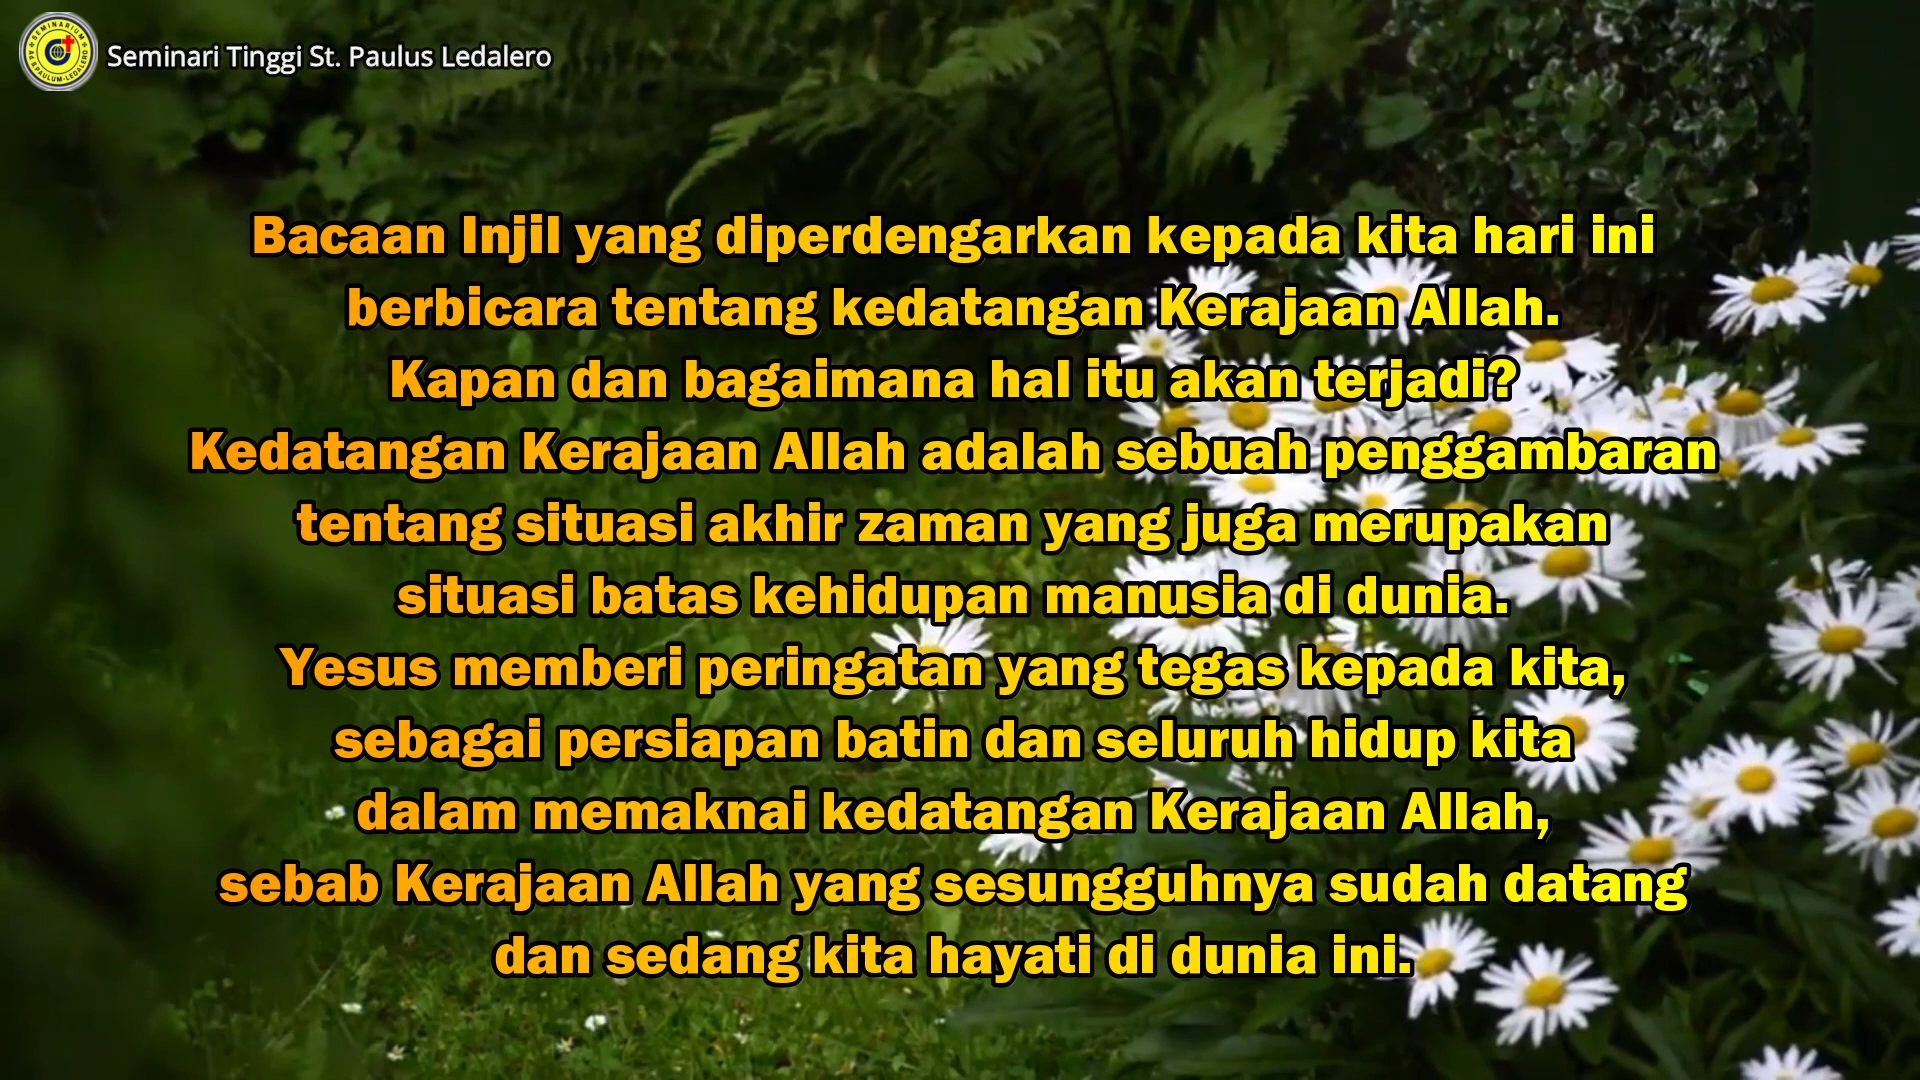 Seminari Tinggi St. Paulus Ledalero
Bacaan Injil yang diperdengarkan kepada kita hari ini
berbicara tentang kedatangan Kerajaan Allah.
Kapan dan bagaimana hal itu akan terjadi?
Kedatangan Kerajaan Allah adalah sebuah penggambaran
tentang situasi akhir zaman yang juga merupakan
situasi batas kehidupan manusia di dunia.
Yesus memberi peringatan yang tegas kepada kita,
sebagai persiapan batin dan seluruh hidup kita
dalam memaknai kedatangan Kerajaan Allah,
sebab Kerajaan Allah yang sesungguhnya sudah datang
dan sedang kita hayati di dunia ini.